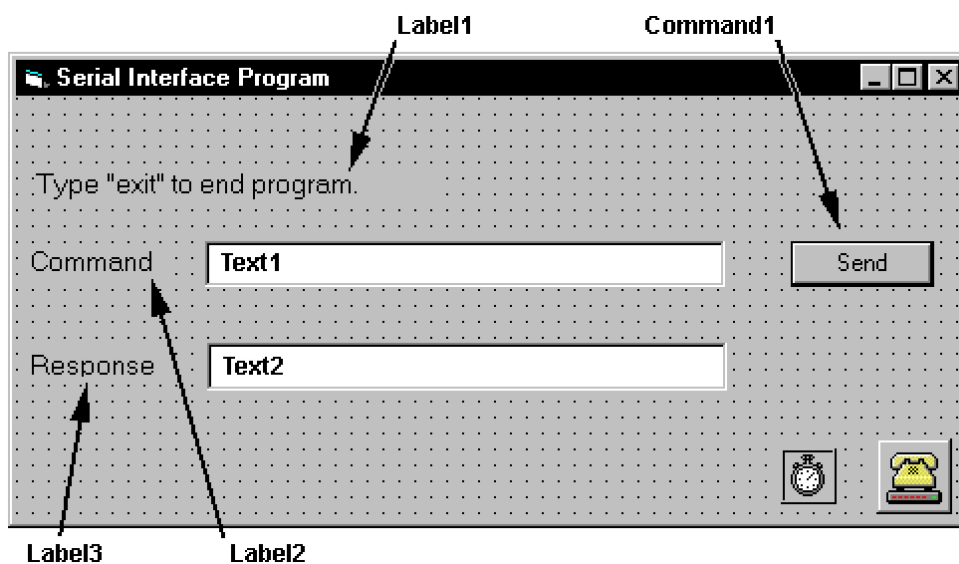 Label1 Command1
Serial Interface Program
Type "exit" to end program.
Command Text1 Send
Response Text2
Label3 Label2